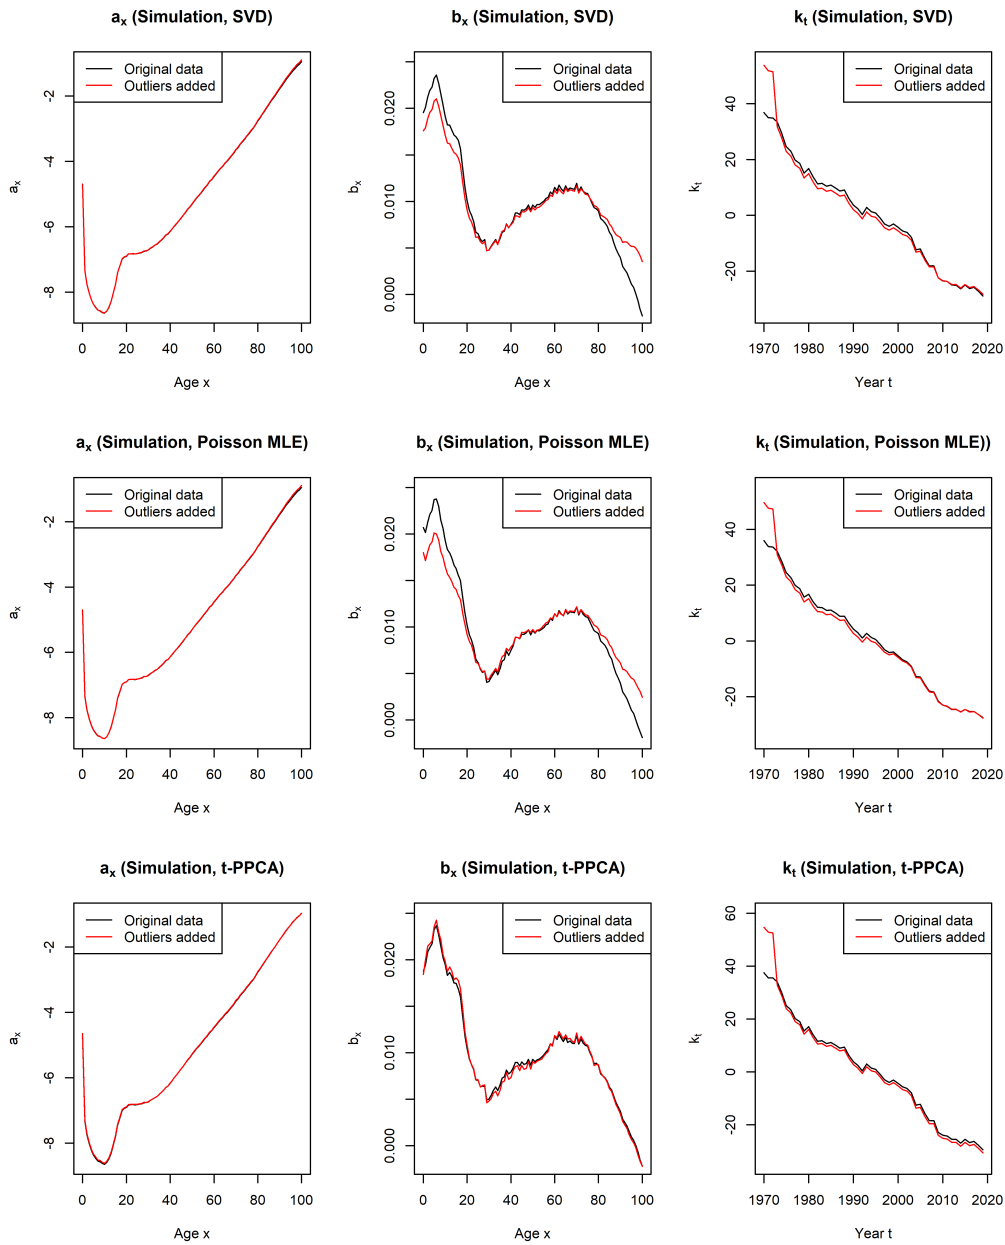 aₓ (Simulation, SVD)
Original data
Outliers added
-2
-4
-6
-8
aₓ
0 20 40 60 80 100
Age x
bₓ (Simulation, SVD)
Original data
Outliers added
0.020
0.010
0.000
bₓ
0 20 40 60 80 100
Age x
kₜ (Simulation, SVD)
Original data
Outliers added
40
20
0
-20
kₜ
1970 1980 1990 2000 2010 2020
Year t
aₓ (Simulation, Poisson MLE)
Original data
Outliers added
-2
-4
-6
-8
aₓ
0 20 40 60 80 100
Age x
bₓ (Simulation, Poisson MLE)
Original data
Outliers added
0.020
0.010
0.000
bₓ
0 20 40 60 80 100
Age x
kₜ (Simulation, Poisson MLE))
Original data
Outliers added
40
20
0
-20
kₜ
1970 1980 1990 2000 2010 2020
Year t
aₓ (Simulation, t-PPCA)
Original data
Outliers added
-2
-4
-6
-8
aₓ
0 20 40 60 80 100
Age x
bₓ (Simulation, t-PPCA)
Original data
Outliers added
0.020
0.010
0.000
bₓ
0 20 40 60 80 100
Age x
kₜ (Simulation, t-PPCA)
Original data
Outliers added
60
40
20
0
-20
kₜ
1970 1980 1990 2000 2010 2020
Year t